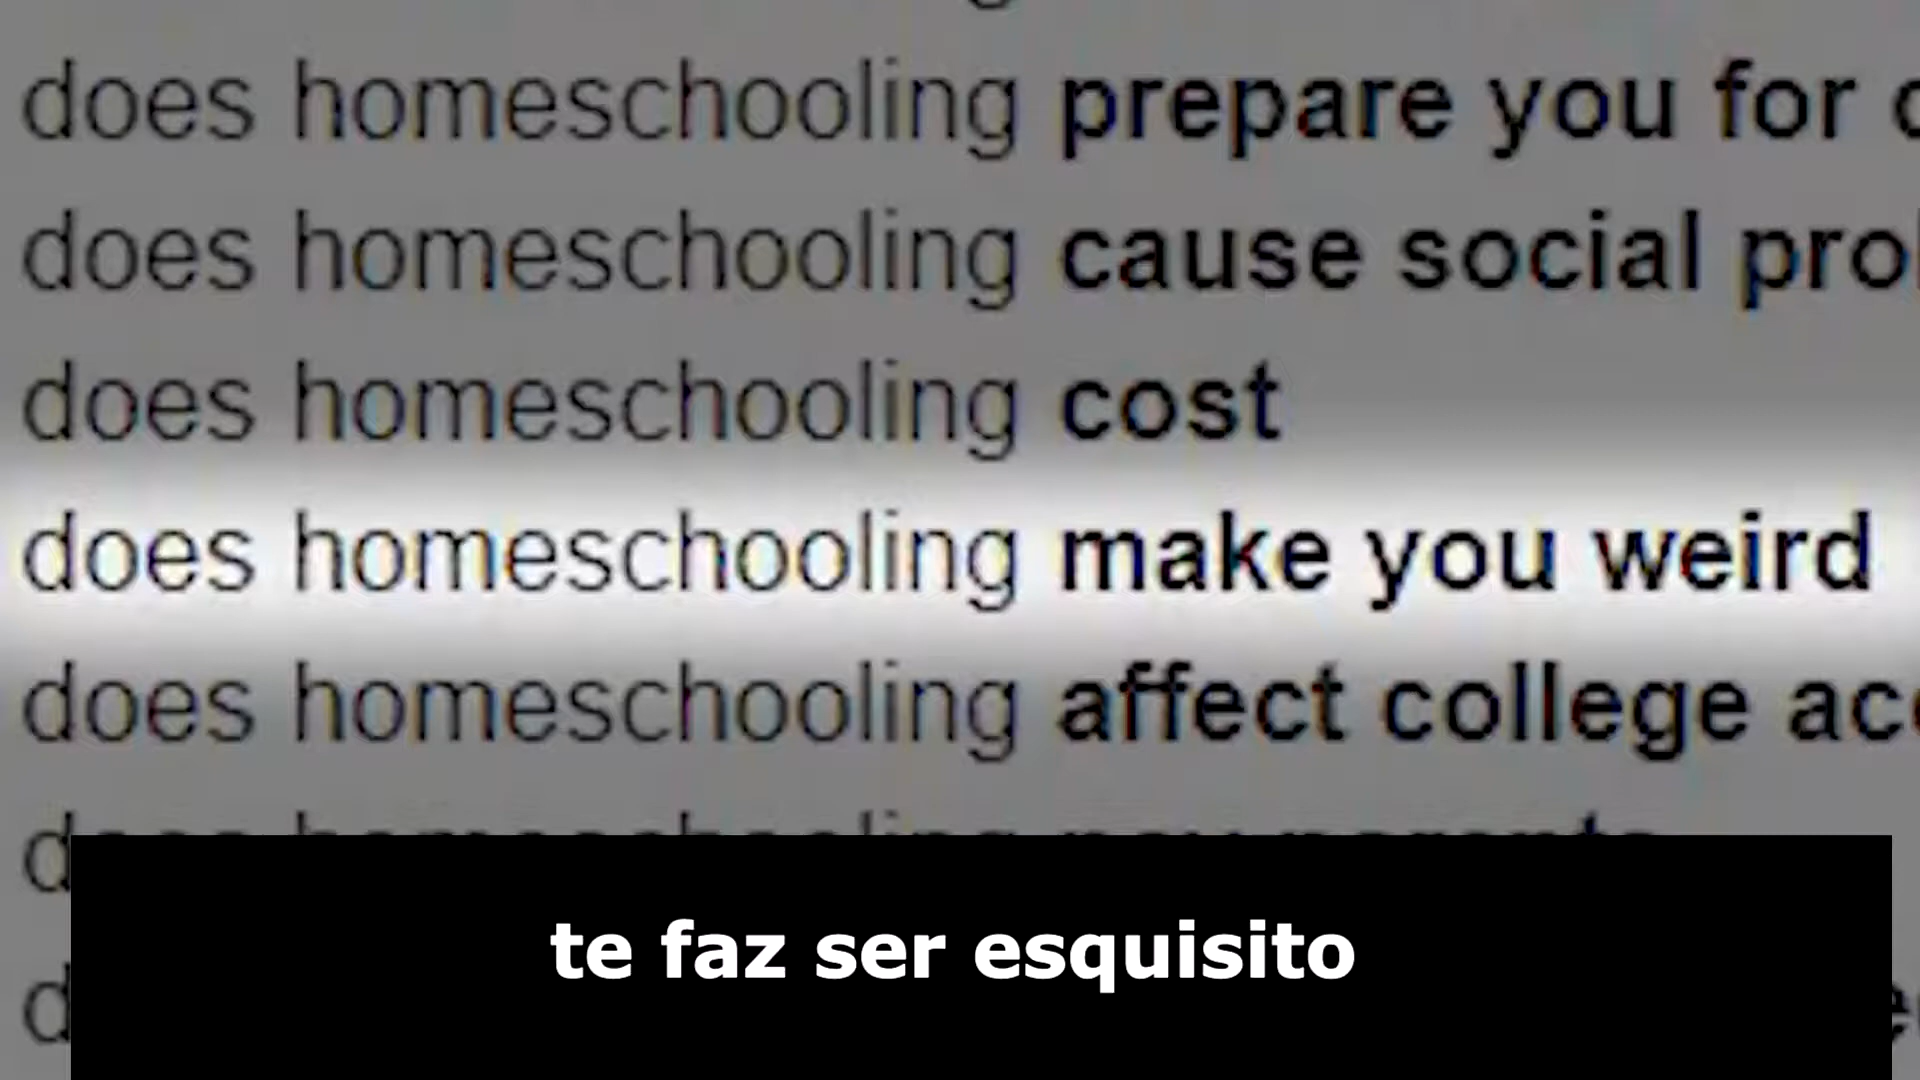 does homeschooling prepare you for
does homeschooling cause social
does homeschooling cost
does homeschooling make you weird
does homeschooling affect college
te faz ser esquisito